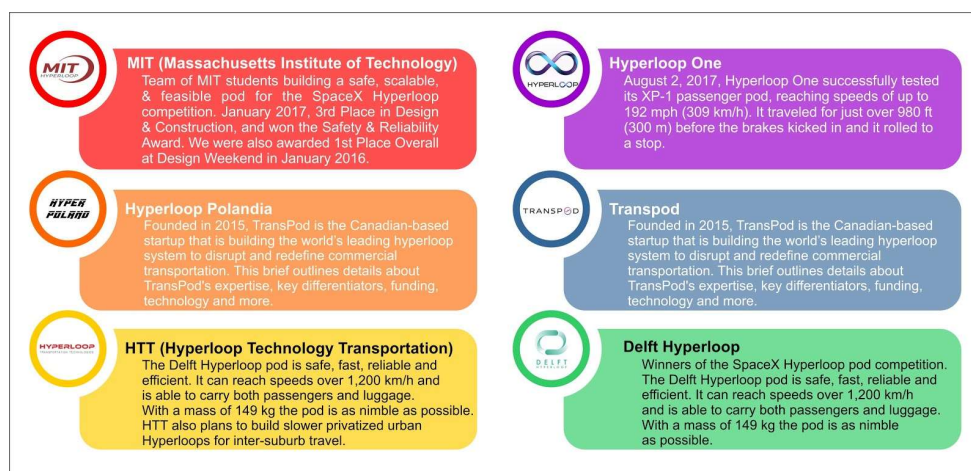 MIT
HYPERLOOP
MIT (Massachusetts Institute of Technology)
Team of MIT students building a safe, scalable,
& feasible pod for the SpaceX Hyperloop
competition. January 2017, 3rd Place in Design
& Construction, and won the Safety & Reliability
Award. We were also awarded 1st Place Overall
at Design Weekend in January 2016.
HYPER
POLAND
Hyperloop Polandia
Founded in 2015, TransPod is the Canadian-based
startup that is building the world's leading hyperloop
system to disrupt and redefine commercial
transportation. This brief outlines details about
TransPod's expertise, key differentiators, funding,
technology and more.
HYPERLOOP
TRANSPORTATION TECHNOLOGIES
HTT (Hyperloop Technology Transportation)
The Delft Hyperloop pod is safe, fast, reliable and
efficient. It can reach speeds over 1,200 km/h and
is able to carry both passengers and luggage.
With a mass of 149 kg the pod is as nimble as possible.
HTT also plans to build slower privatized urban
Hyperloops for inter-suburb travel.
HYPERLOOP
Hyperloop One
August 2, 2017, Hyperloop One successfully tested
its XP-1 passenger pod, reaching speeds of up to
192 mph (309 km/h). It traveled for just over 980 ft
(300 m) before the brakes kicked in and it rolled to
a stop.
TRANSPOD
Transpod
Founded in 2015, TransPod is the Canadian-based
startup that is building the world's leading hyperloop
system to disrupt and redefine commercial
transportation. This brief outlines details about
TransPod's expertise, key differentiators, funding,
technology and more.
DELFT
HYPERLOOP
Delft Hyperloop
Winners of the SpaceX Hyperloop pod competition.
The Delft Hyperloop pod is safe, fast, reliable and
efficient. It can reach speeds over 1,200 km/h
and is able to carry both passengers and luggage.
With a mass of 149 kg the pod is as nimble
as possible.